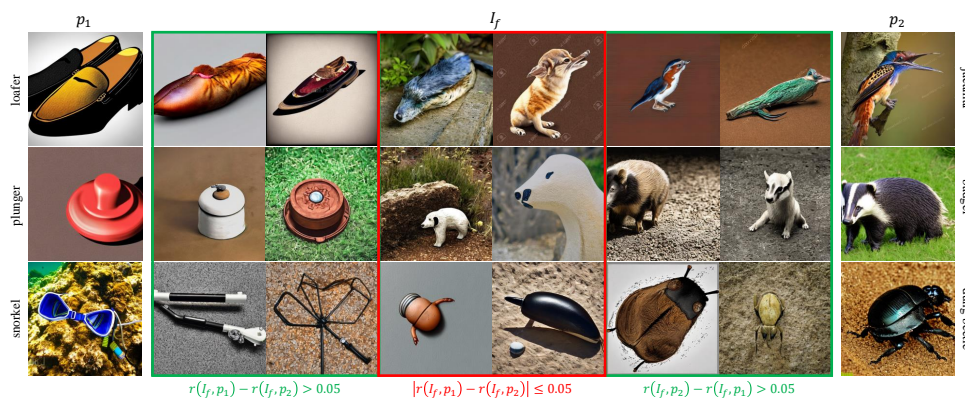 p₁ I_f p₂
loafer
plunger
badger
snorkel
r(I_f, p₁) − r(I_f, p₂) > 0.05 |r(I_f, p₁) − r(I_f, p₂)| ≤ 0.05 r(I_f, p₂) − r(I_f, p₁) > 0.05